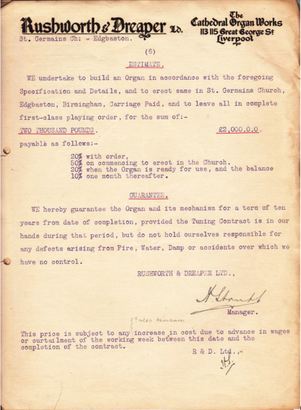 Rushworth & Dreaper Ld.
The Cathedral Organ Works
113 115 Great George St
Liverpool
St. Germains Ch: - Edgbaston.
(6)
ESTIMATE.
WE undertake to build an Organ in accordance with the foregoing
Specification and Details, and to erect same in St. Germains Church,
Edgbaston, Birmingham, Carriage Paid, and to leave all in complete
first-class playing order, for the sum of:-
TWO THOUSAND POUNDS. £2,000.0.0.
payable as follows:-
20% with order.
50% on commencing to erect in the Church.
20% when the Organ is ready for use, and the balance
10% one month thereafter.
GUARANTEE.
WE hereby guarantee the Organ and its mechanism for a term of ten
years from date of completion, provided the Tuning Contract is in our
hands during that period, but do not hold ourselves responsible for
any defects arising from Fire, Water, Damp or accidents over which we
have no control.
RUSHWORTH & DREAPER LTD.,
Manager.
This price is subject to any increase in cost due to advance in wages
or curtailment of the working week between this date and the
completion of the contract.
R & D. Ltd.,